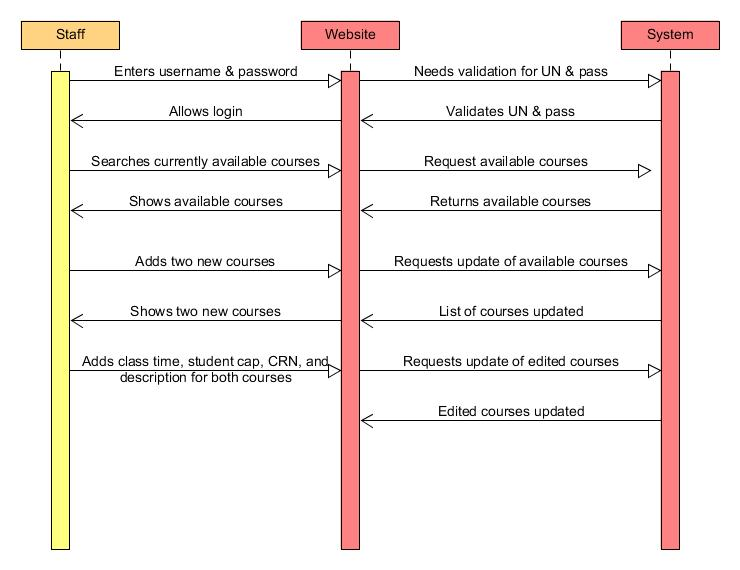 Staff
Website
System
Enters username & password
Needs validation for UN & pass
Allows login
Validates UN & pass
Searches currently available courses
Request available courses
Shows available courses
Returns available courses
Adds two new courses
Requests update of available courses
Shows two new courses
List of courses updated
Adds class time, student cap, CRN, and
description for both courses
Requests update of edited courses
Edited courses updated